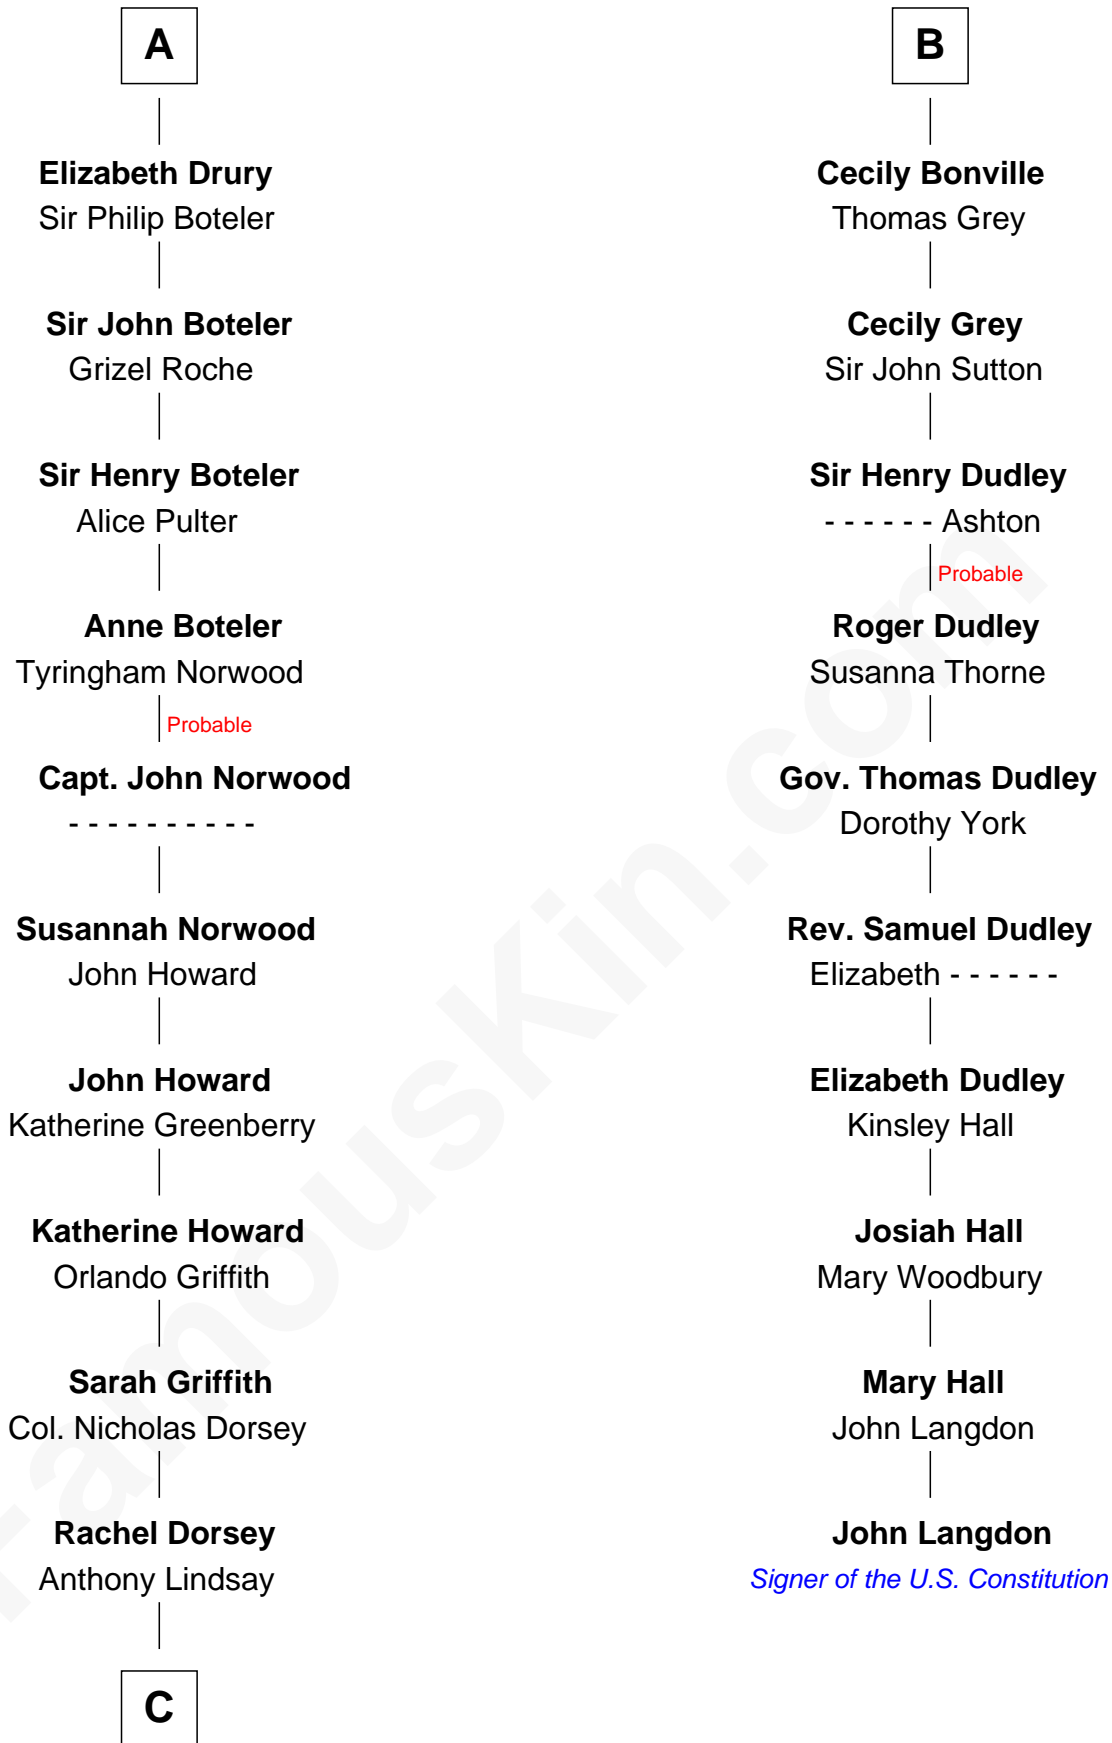 A
Elizabeth Drury
Sir Philip Boteler
Sir John Boteler
Grizel Roche
Sir Henry Boteler
Alice Pulter
Anne Boteler
Tyringham Norwood
Probable
Capt. John Norwood
- - - - - - - - - -
Susannah Norwood
John Howard
John Howard
Katherine Greenberry
Katherine Howard
Orlando Griffith
Sarah Griffith
Col. Nicholas Dorsey
Rachel Dorsey
Anthony Lindsay
C
B
Cecily Bonville
Thomas Grey
Cecily Grey
Sir John Sutton
Sir Henry Dudley
- - - - - - Ashton
Probable
Roger Dudley
Susanna Thorne
Gov. Thomas Dudley
Dorothy York
Rev. Samuel Dudley
Elizabeth - - - - - -
Elizabeth Dudley
Kinsley Hall
Josiah Hall
Mary Woodbury
Mary Hall
John Langdon
John Langdon
Signer of the U.S. Constitution
FamousKin.com